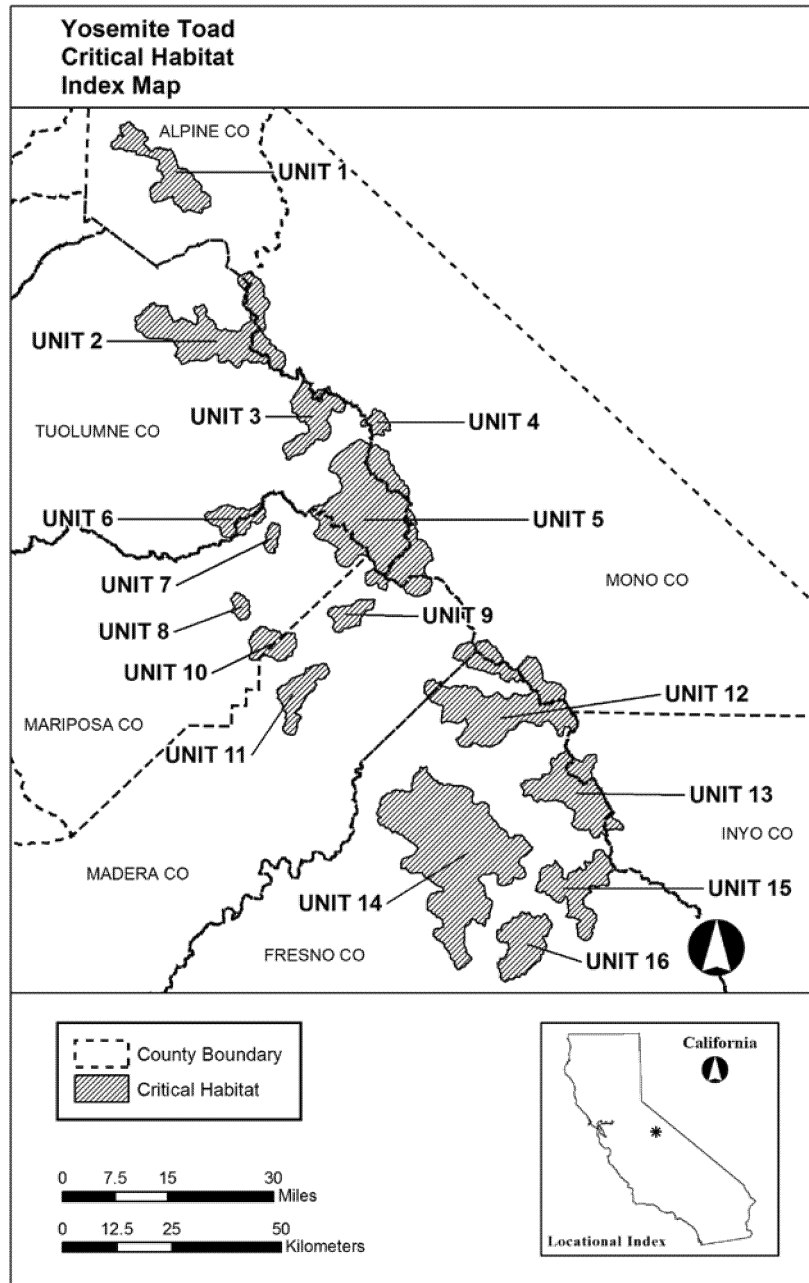 Yosemite Toad
Critical Habitat
Index Map
ALPINE CO
UNIT 1
UNIT 2
UNIT 3
UNIT 4
TUOLUMNE CO
UNIT 6
UNIT 5
UNIT 7
MONO CO
UNIT 8
UNIT 9
UNIT 10
UNIT 12
MARIPOSA CO
UNIT 11
UNIT 13
INYO CO
MADERA CO
UNIT 15
UNIT 14
FRESNO CO
UNIT 16
County Boundary
Critical Habitat
0 7.5 15 30
Miles
0 12.5 25 50
Kilometers
California
Locational Index